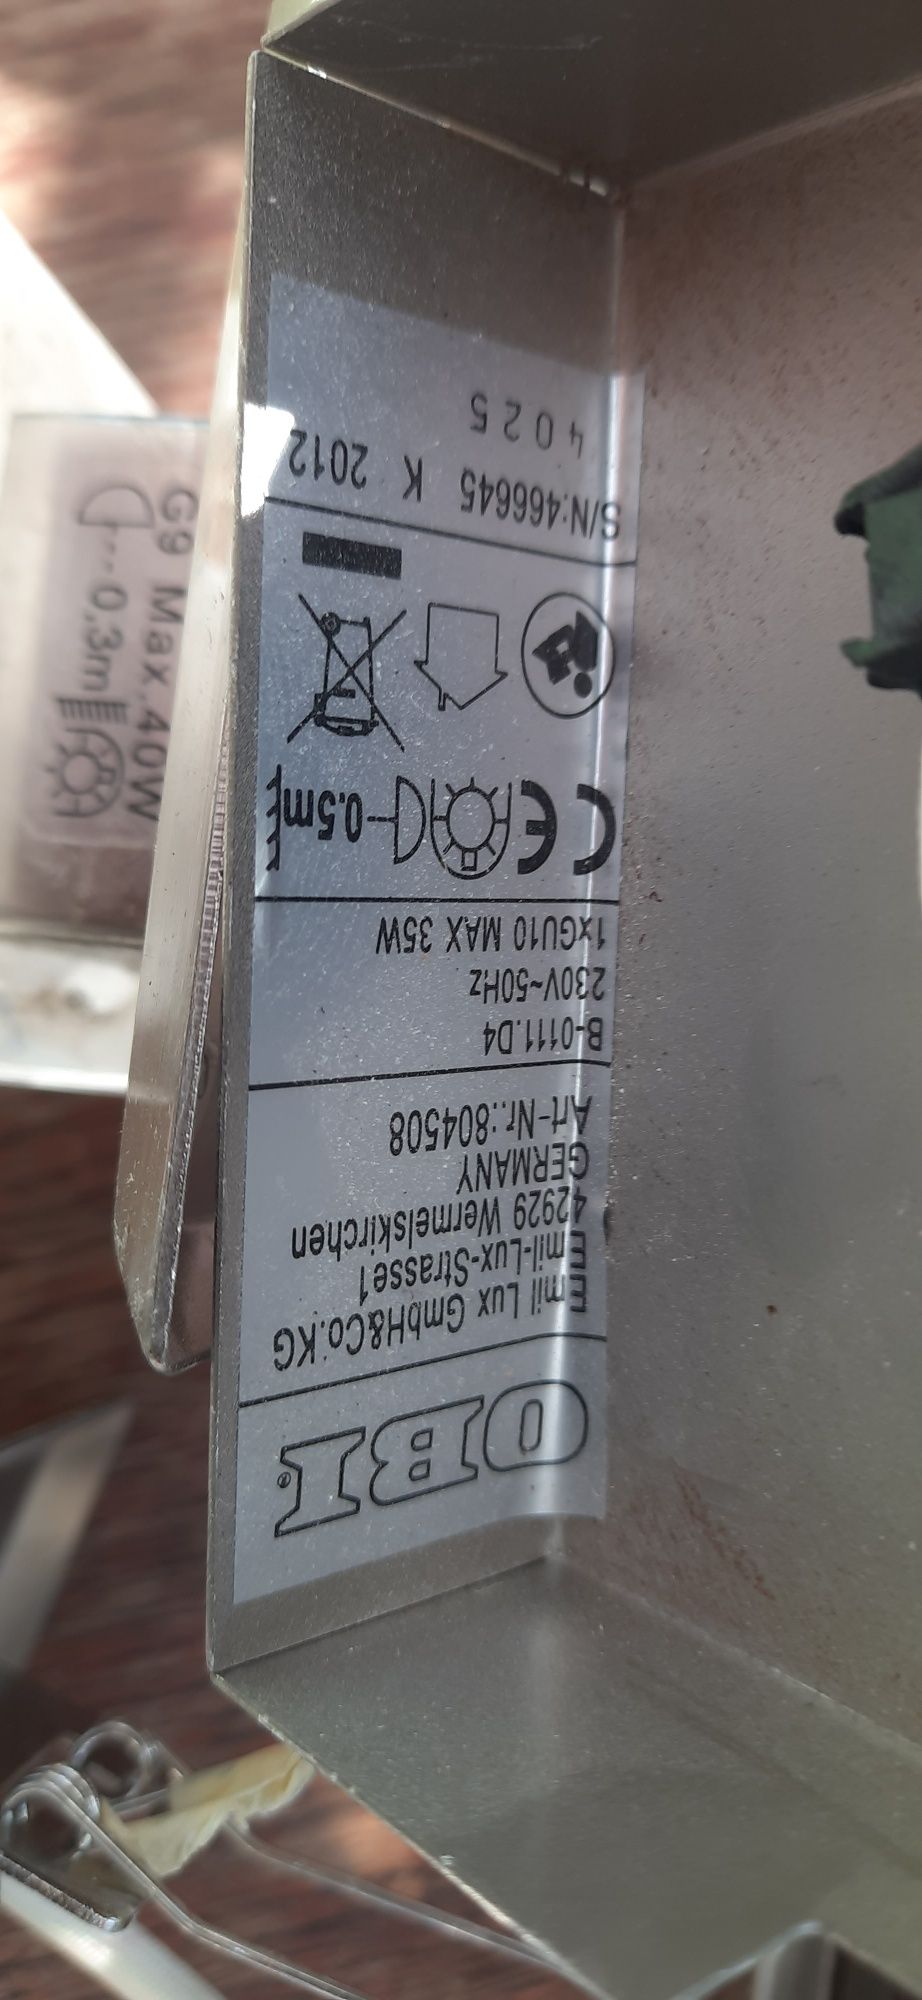 OBI®
Emil Lux GmbH&Co.KG
Emil-Lux-Strasse1
42929 Wermelskirchen
GERMANY
Art-Nr.:804508
B-0111.D4
230V~50Hz
1xGU10 MAX 35W
CE
0.5m
S/N:466645 K 2012
4025
G9 Max.40W
0.3m